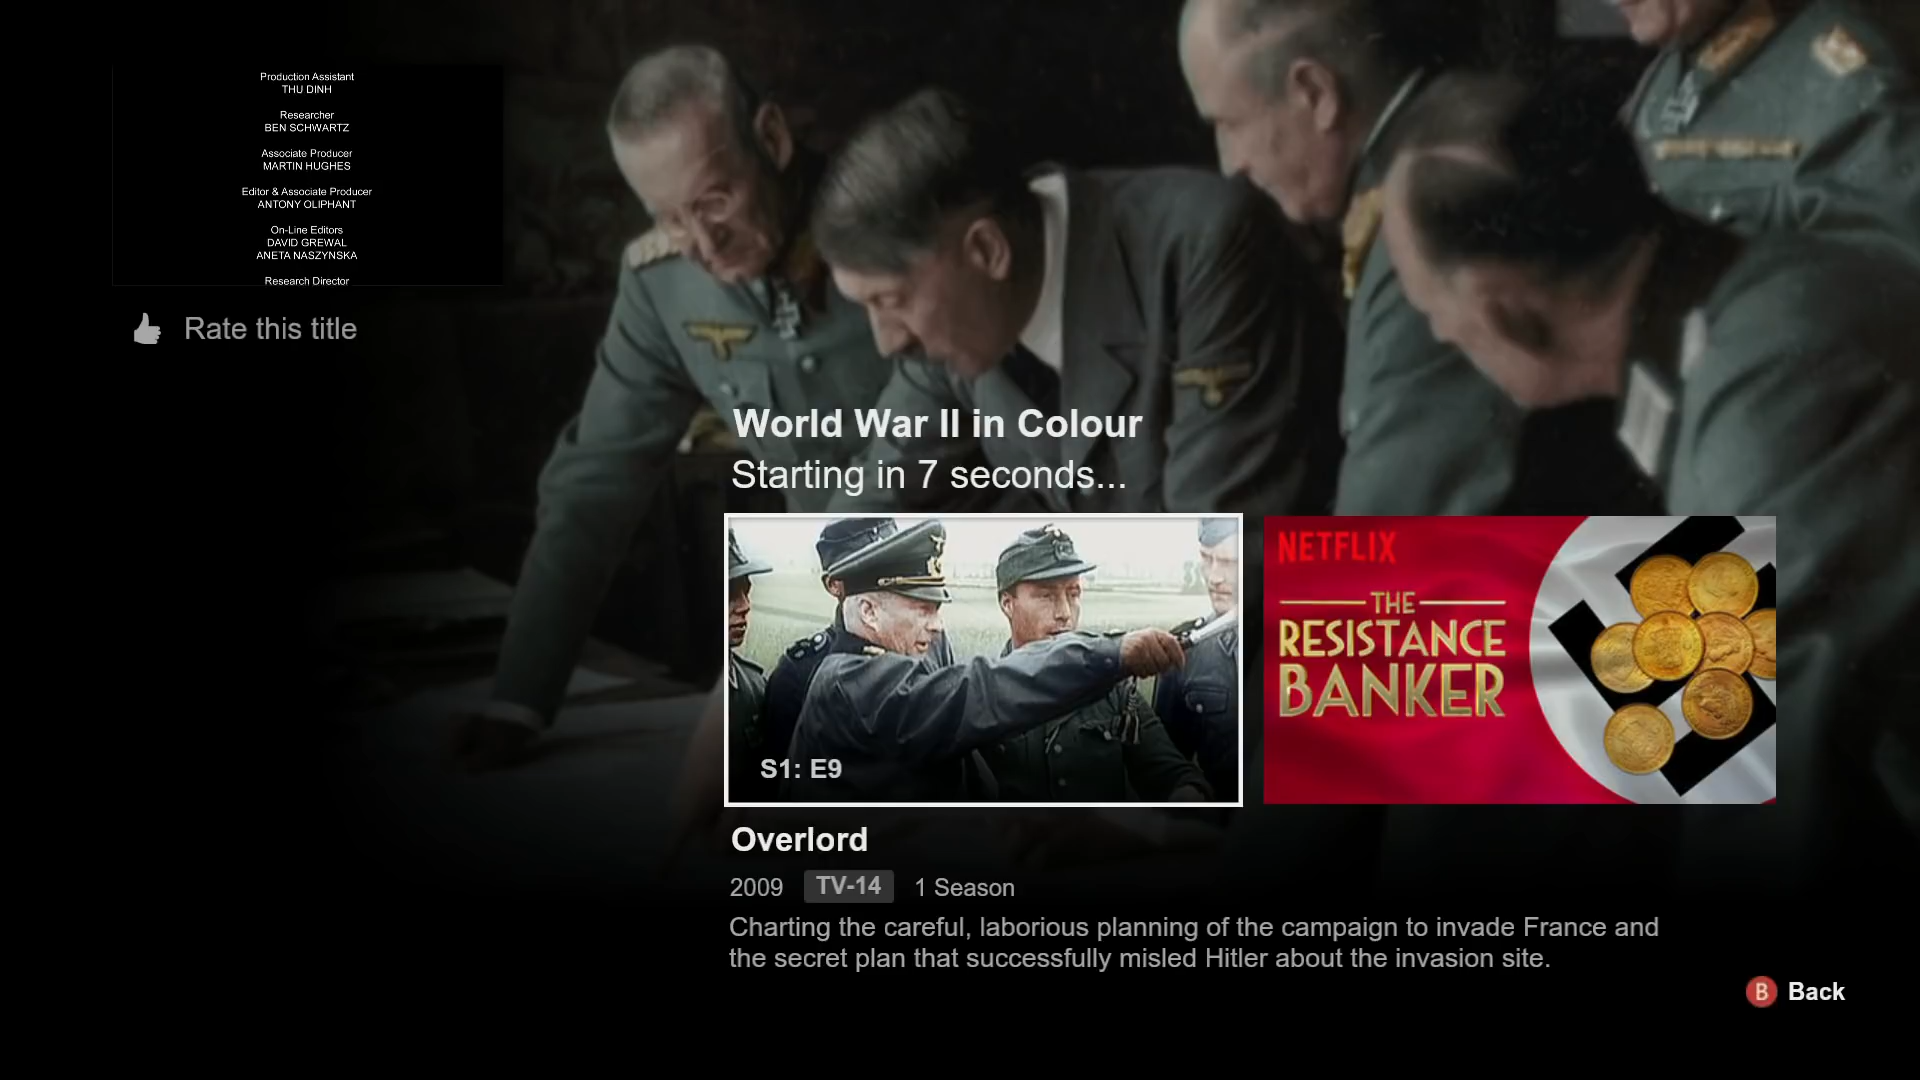 Production Assistant
THU DINH
Researcher
BEN SCHWARTZ
Associate Producer
MARTIN HUGHES
Editor & Associate Producer
ANTONY OLIPHANT
On-Line Editors
DAVID GREWAL
ANETA NASZYNSKA
Research Director
Rate this title
World War II in Colour
Starting in 7 seconds...
S1: E9
NETFLIX
THE
RESISTANCE
BANKER
Overlord
2009 TV-14 1 Season
Charting the careful, laborious planning of the campaign to invade France and
the secret plan that successfully misled Hitler about the invasion site.
B Back